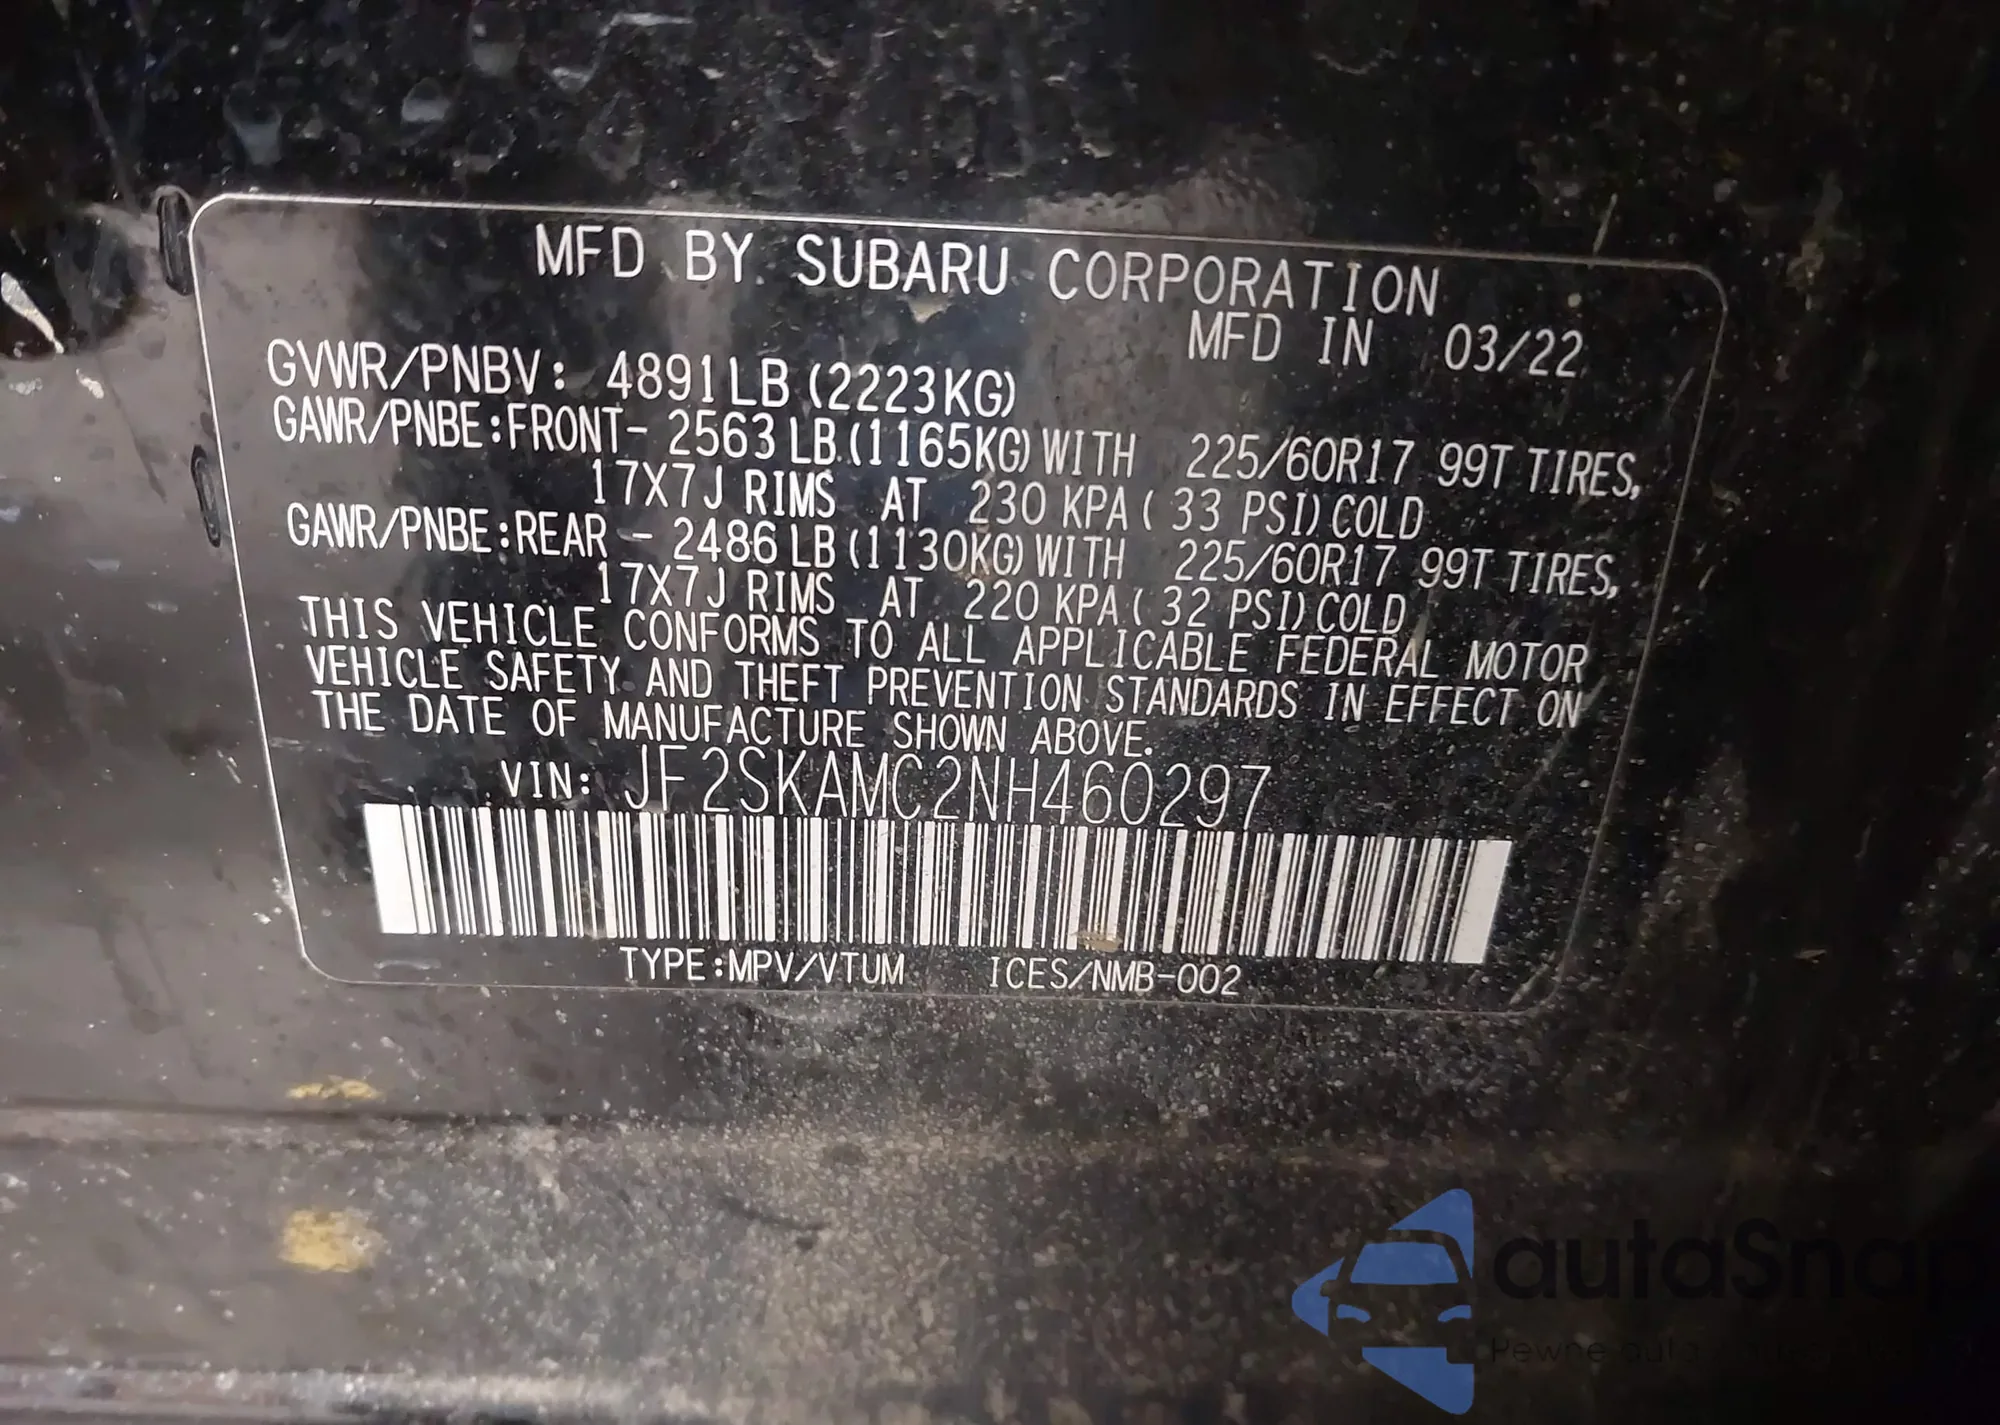 MFD BY SUBARU CORPORATION
MFD IN 03/22
GVWR/PNBV: 4891LB (2223KG)
GAWR/PNBE:FRONT- 2563 LB (1165KG) WITH 225/60R17 99T TIRES,
17X7J RIMS AT 230 KPA ( 33 PSI) COLD
GAWR/PNBE:REAR - 2486 LB (1130KG) WITH 225/60R17 99T TIRES,
17X7J RIMS AT 220 KPA ( 32 PSI) COLD
THIS VEHICLE CONFORMS TO ALL APPLICABLE FEDERAL MOTOR
VEHICLE SAFETY AND THEFT PREVENTION STANDARDS IN EFFECT ON
THE DATE OF MANUFACTURE SHOWN ABOVE.
VIN: JF2SKAMC2NH460297
TYPE:MPV/VTUM ICES/NMB-002
autaSnap
Pewne auta